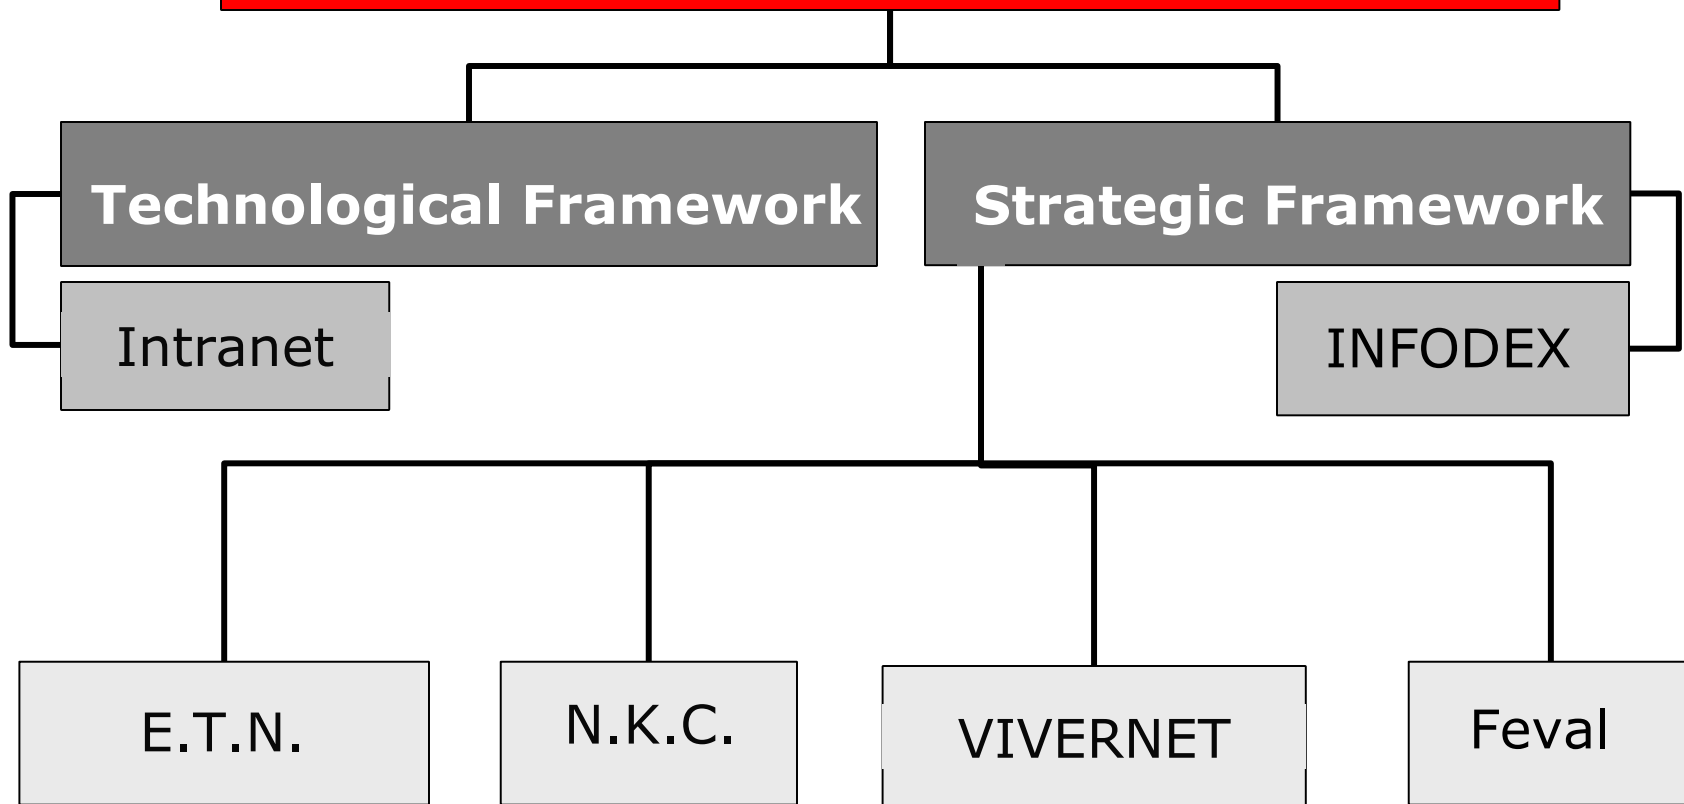 Technological Framework
Strategic Framework
Intranet
INFODEX
E.T.N.
N.K.C.
VIVERNET
Feval